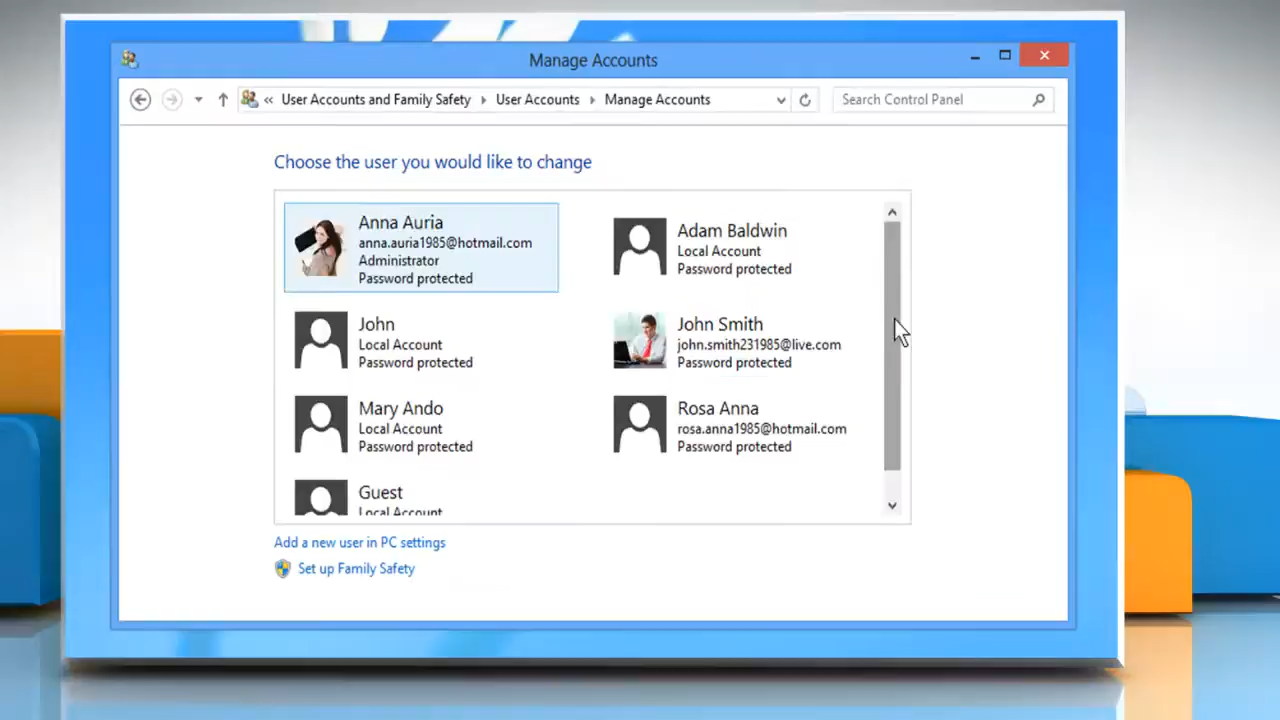 Manage Accounts
« User Accounts and Family Safety User Accounts Manage Accounts Search Control Panel
Choose the user you would like to change
Anna Auria
anna.auria1985@hotmail.com
Administrator
Password protected
Adam Baldwin
Local Account
Password protected
John
Local Account
Password protected
John Smith
john.smith231985@live.com
Password protected
Mary Ando
Local Account
Password protected
Rosa Anna
rosa.anna1985@hotmail.com
Password protected
Guest
Local Account
Add a new user in PC settings
Set up Family Safety